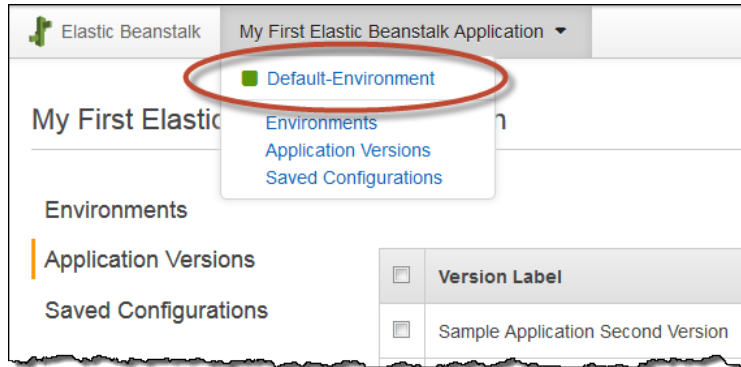 Elastic Beanstalk My First Elastic Beanstalk Application
Default-Environment
My First Elastic n
Environments
Application Versions
Saved Configurations
Environments
Application Versions
Saved Configurations
Version Label
Sample Application Second Version